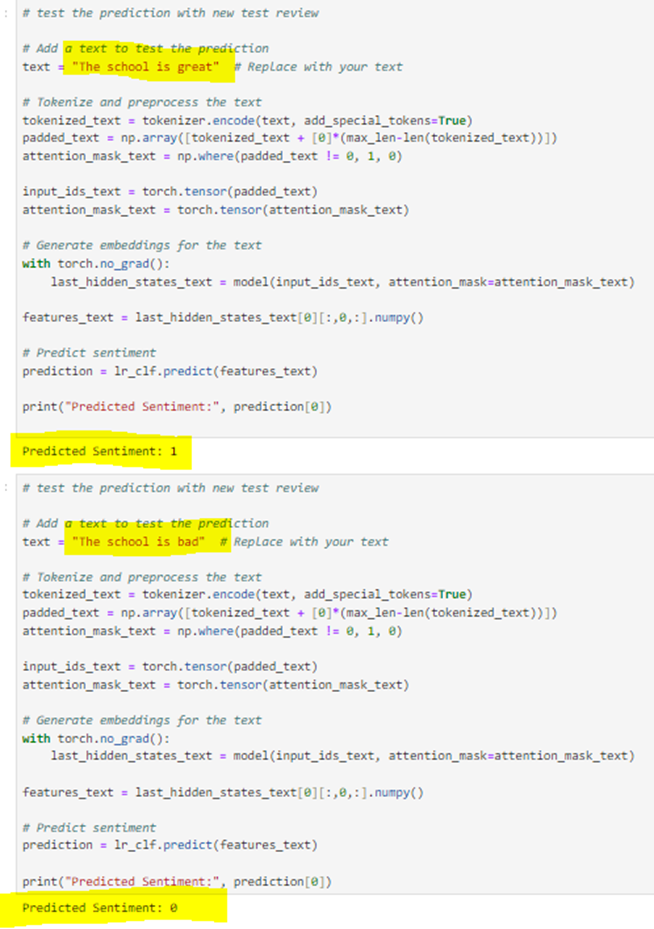 # test the prediction with new test review
# Add a text to test the prediction
text = "The school is great"  # Replace with your text
# Tokenize and preprocess the text
tokenized_text = tokenizer.encode(text, add_special_tokens=True)
padded_text = np.array([tokenized_text + [0]*(max_len-len(tokenized_text))])
attention_mask_text = np.where(padded_text != 0, 1, 0)
input_ids_text = torch.tensor(padded_text)
attention_mask_text = torch.tensor(attention_mask_text)
# Generate embeddings for the text
with torch.no_grad():
    last_hidden_states_text = model(input_ids_text, attention_mask=attention_mask_text)
features_text = last_hidden_states_text[0][:,0,:].numpy()
# Predict sentiment
prediction = lr_clf.predict(features_text)
print("Predicted Sentiment:", prediction[0])
Predicted Sentiment: 1
# test the prediction with new test review
# Add a text to test the prediction
text = "The school is bad"  # Replace with your text
# Tokenize and preprocess the text
tokenized_text = tokenizer.encode(text, add_special_tokens=True)
padded_text = np.array([tokenized_text + [0]*(max_len-len(tokenized_text))])
attention_mask_text = np.where(padded_text != 0, 1, 0)
input_ids_text = torch.tensor(padded_text)
attention_mask_text = torch.tensor(attention_mask_text)
# Generate embeddings for the text
with torch.no_grad():
    last_hidden_states_text = model(input_ids_text, attention_mask=attention_mask_text)
features_text = last_hidden_states_text[0][:,0,:].numpy()
# Predict sentiment
prediction = lr_clf.predict(features_text)
print("Predicted Sentiment:", prediction[0])
Predicted Sentiment: 0